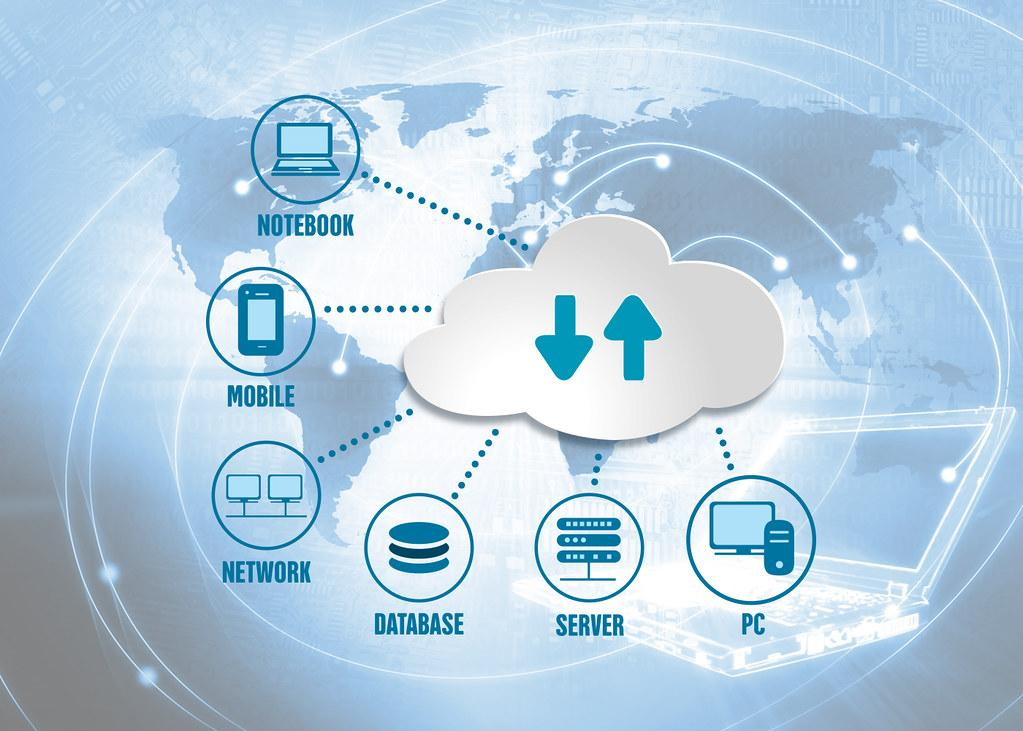 NOTEBOOK
MOBILE
NETWORK
DATABASE
SERVER
PC